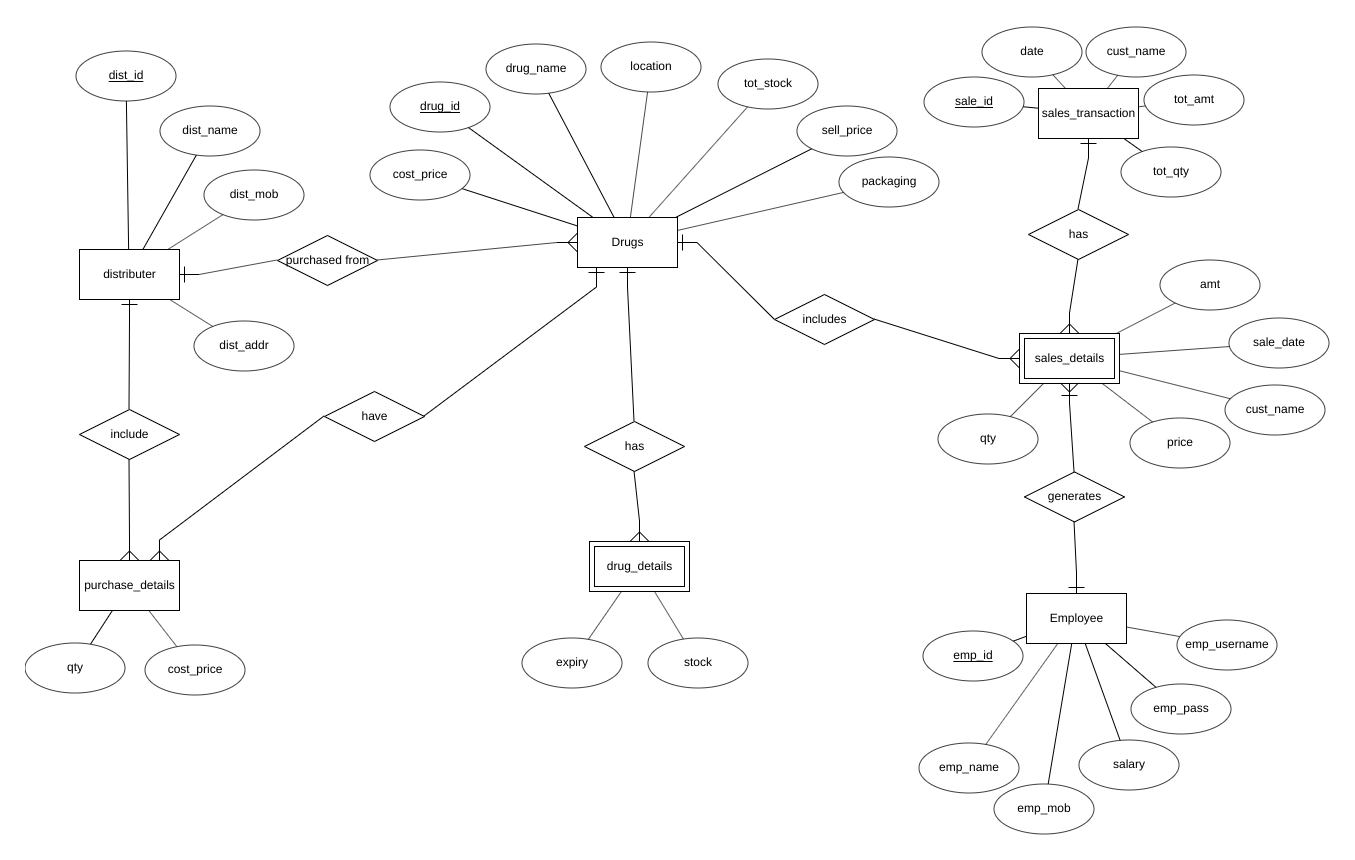 date
cust_name
dist_id
drug_name
location
tot_stock
sale_id
sales_transaction
tot_amt
drug_id
dist_name
sell_price
cost_price
packaging
tot_qty
dist_mob
has
distributer
purchased from
Drugs
amt
includes
sales_details
sale_date
dist_addr
cust_name
include
have
has
qty
price
generates
purchase_details
drug_details
Employee
qty
cost_price
expiry
stock
emp_id
emp_username
emp_pass
emp_name
salary
emp_mob